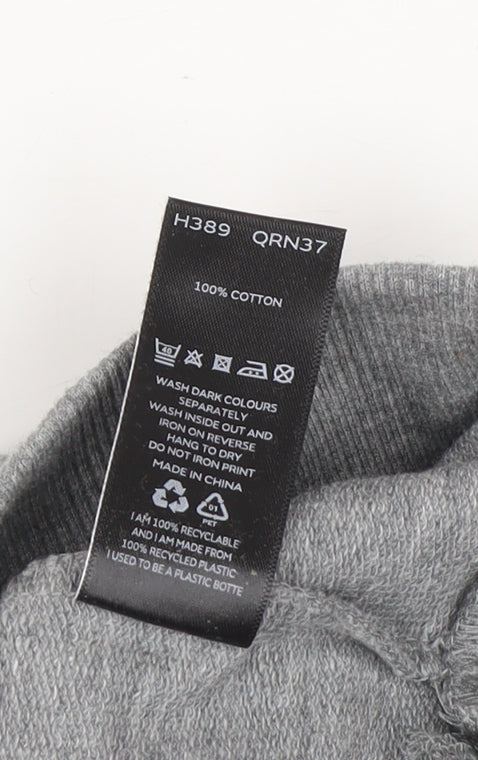 H389 QRN37
100% COTTON
40
WASH DARK COLOURS
SEPARATELY
WASH INSIDE OUT AND
IRON ON REVERSE
HANG TO DRY
DO NOT IRON PRINT
MADE IN CHINA
01
PET
I AM 100% RECYCLABLE
AND I AM MADE FROM
100% RECYCLED PLASTIC
I USED TO BE A PLASTIC BOTTE